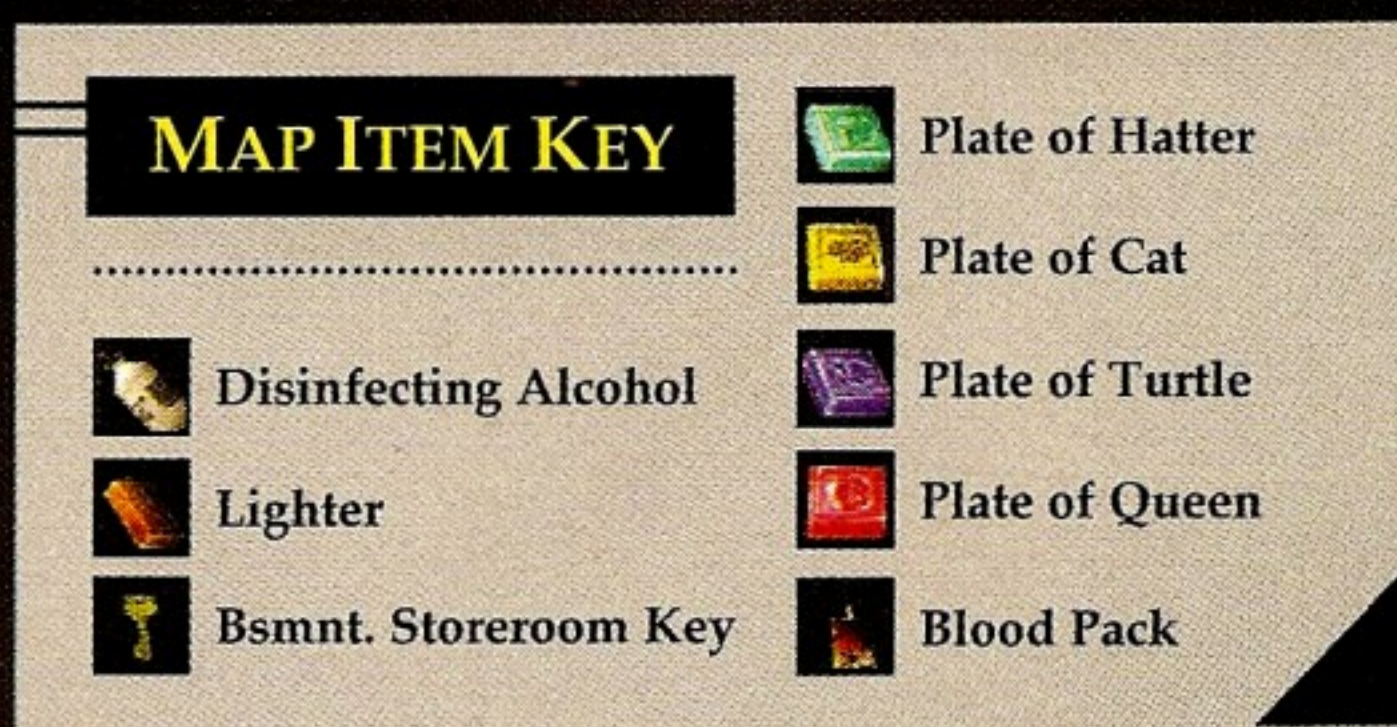 MAP ITEM KEY
Disinfecting Alcohol
Lighter
Bsmnt. Storeroom Key
Plate of Hatter
Plate of Cat
Plate of Turtle
Plate of Queen
Blood Pack